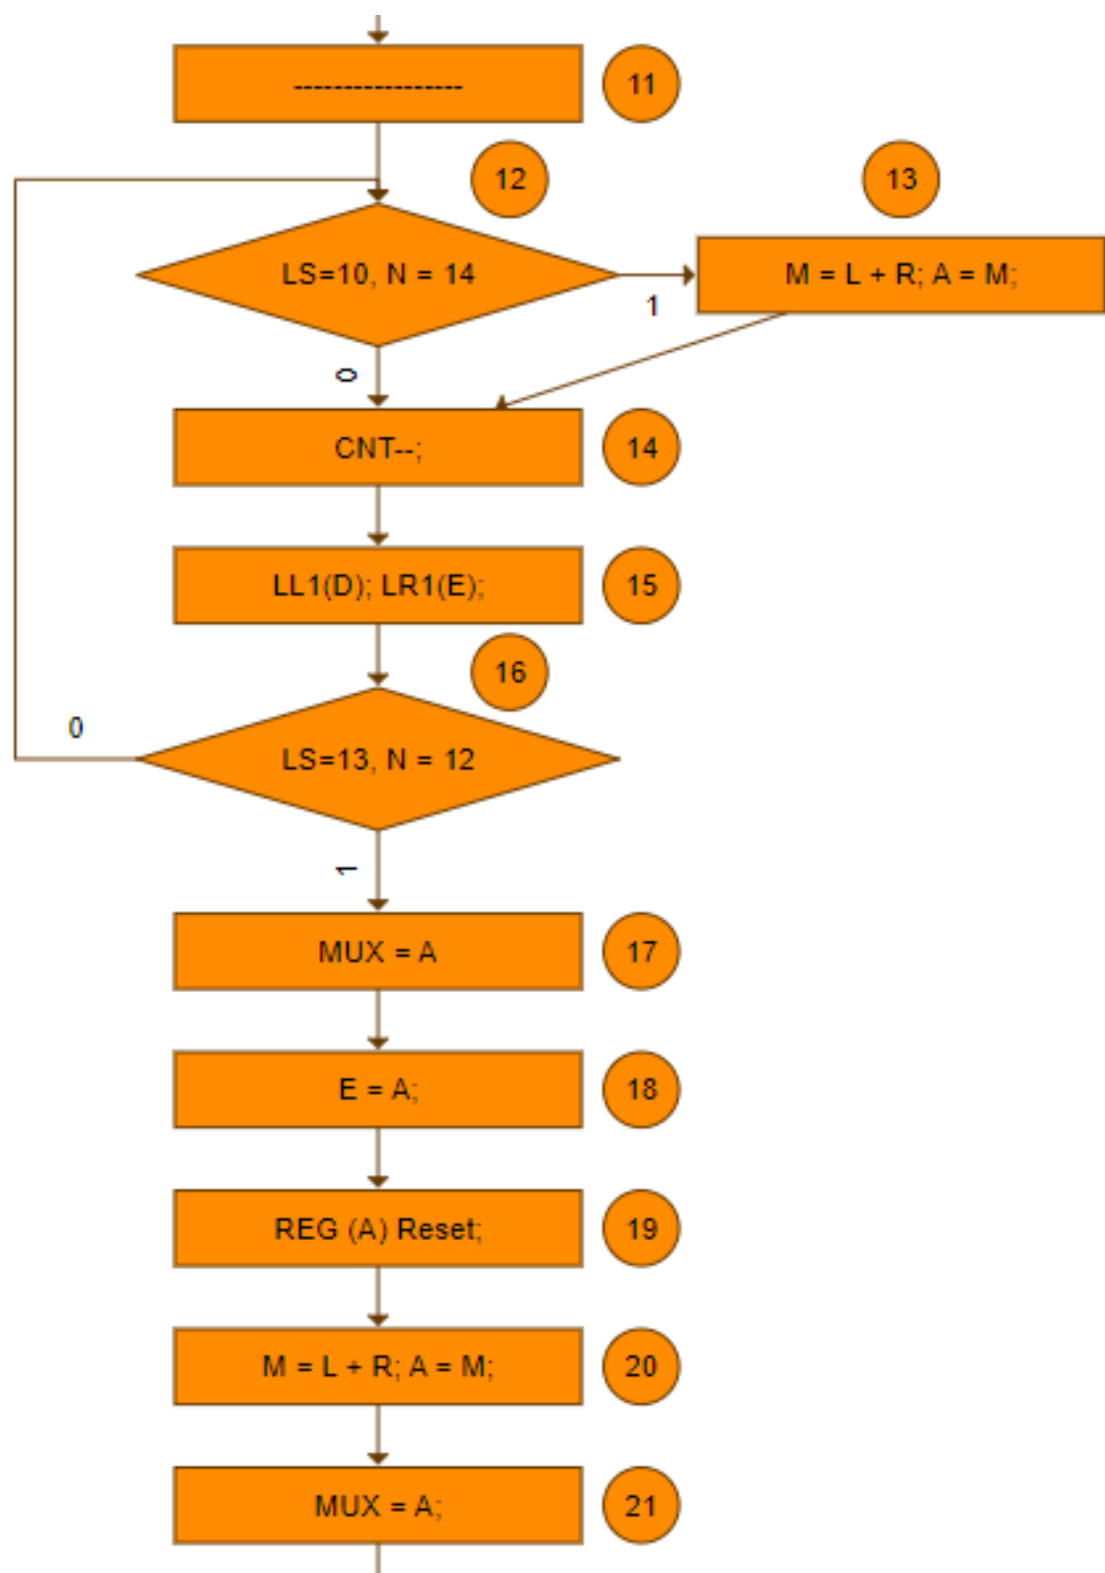 -----------------
11
12
13
LS=10, N = 14
M = L + R; A = M;
1
0
CNT--;
14
LL1(D); LR1(E);
15
16
0
LS=13, N = 12
1
MUX = A
17
E = A;
18
REG (A) Reset;
19
M = L + R; A = M;
20
MUX = A;
21